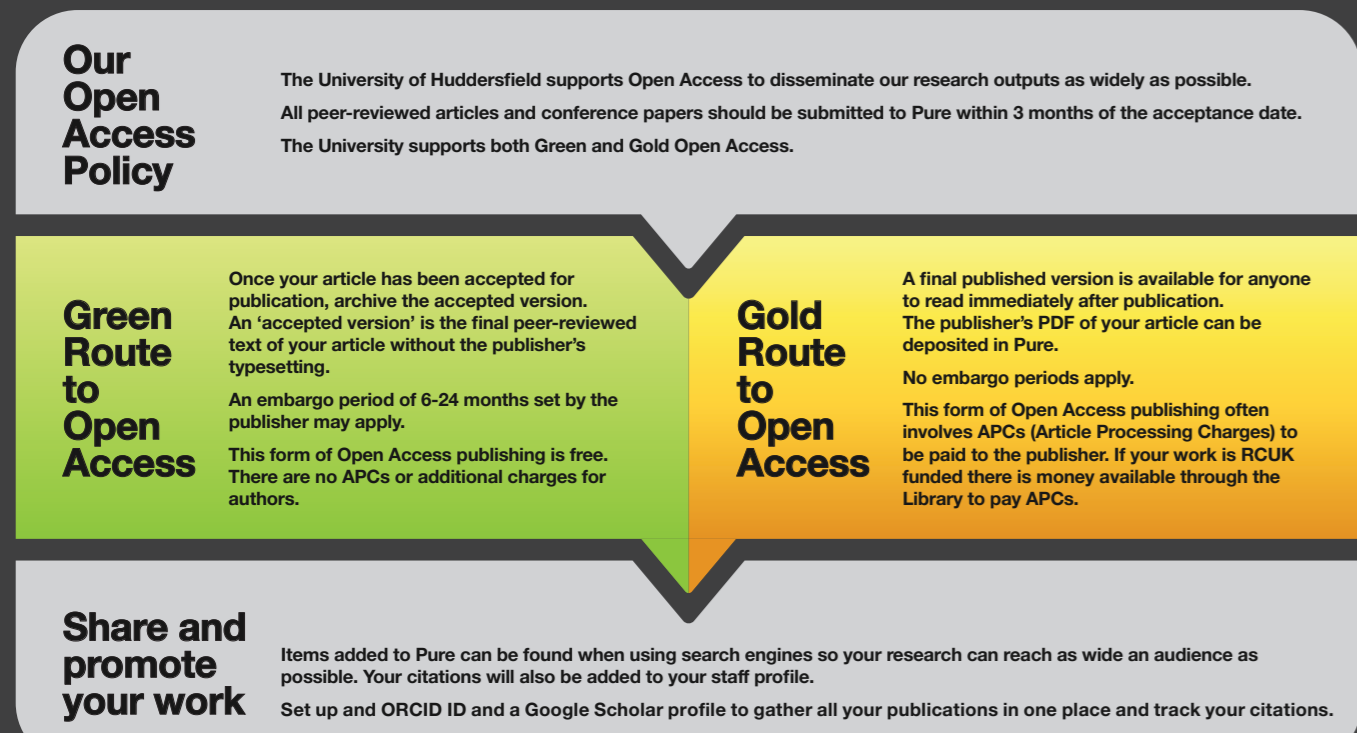 Our
Open
Access
Policy
The University of Huddersfield supports Open Access to disseminate our research outputs as widely as possible.
All peer-reviewed articles and conference papers should be submitted to Pure within 3 months of the acceptance date.
The University supports both Green and Gold Open Access.
Green
Route
to
Open
Access
Once your article has been accepted for
publication, archive the accepted version.
An ‘accepted version’ is the final peer-reviewed
text of your article without the publisher’s
typesetting.
An embargo period of 6-24 months set by the
publisher may apply.
This form of Open Access publishing is free.
There are no APCs or additional charges for
authors.
Gold
Route
to
Open
Access
A final published version is available for anyone
to read immediately after publication.
The publisher’s PDF of your article can be
deposited in Pure.
No embargo periods apply.
This form of Open Access publishing often
involves APCs (Article Processing Charges) to
be paid to the publisher. If your work is RCUK
funded there is money available through the
Library to pay APCs.
Share and
promote
your work
Items added to Pure can be found when using search engines so your research can reach as wide an audience as
possible. Your citations will also be added to your staff profile.
Set up and ORCID ID and a Google Scholar profile to gather all your publications in one place and track your citations.